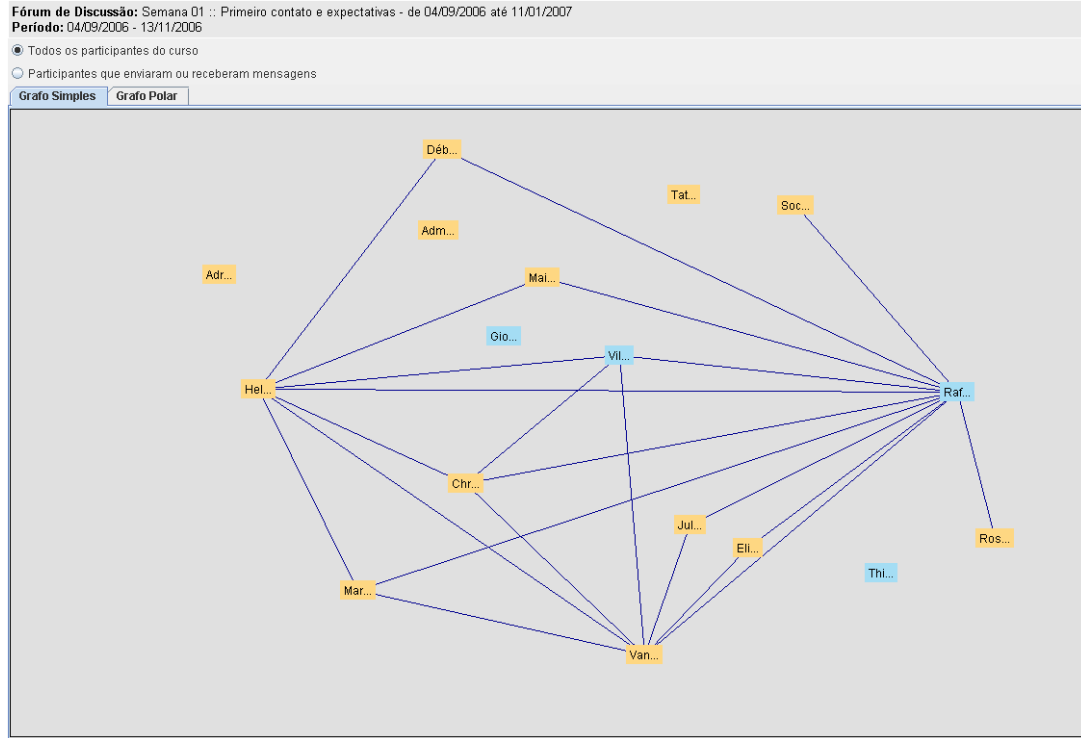 Fórum de Discussão: Semana 01 :: Primeiro contato e expectativas - de 04/09/2006 até 11/01/2007
Período: 04/09/2006 - 13/11/2006
Todos os participantes do curso
Participantes que enviaram ou receberam mensagens
Grafo Simples Grafo Polar
Déb...
Tat...
Soc...
Adm...
Adr...
Mai...
Gio...
Vil...
Hel...
Raf...
Chr...
Jul...
Eli...
Ros...
Thi...
Mar...
Van...